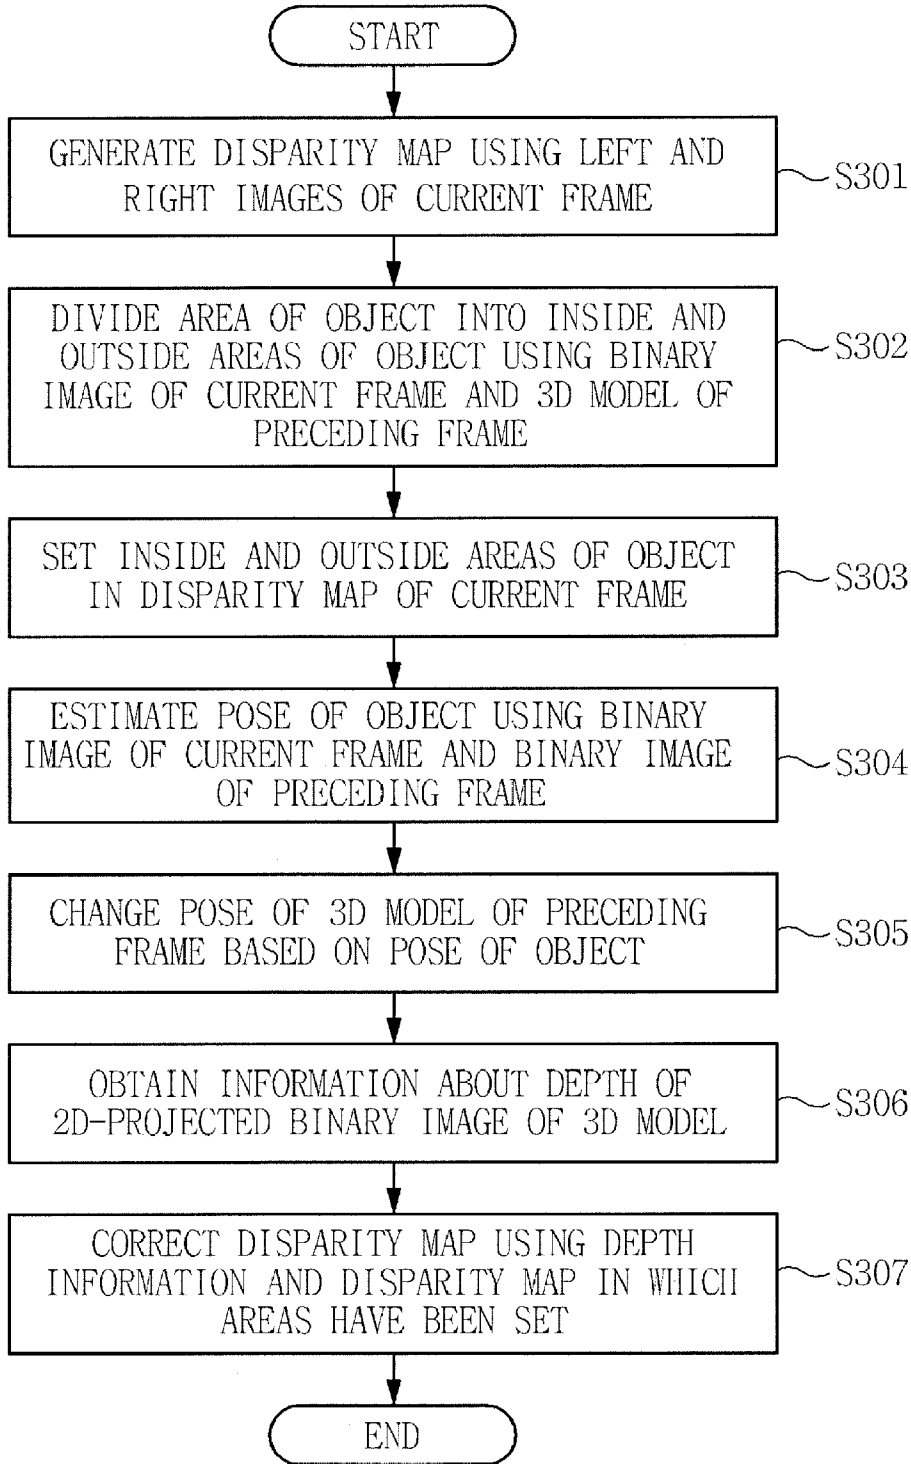 START
GENERATE DISPARITY MAP USING LEFT AND
RIGHT IMAGES OF CURRENT FRAME
S301
DIVIDE AREA OF OBJECT INTO INSIDE AND
OUTSIDE AREAS OF OBJECT USING BINARY
IMAGE OF CURRENT FRAME AND 3D MODEL OF
PRECEDING FRAME
S302
SET INSIDE AND OUTSIDE AREAS OF OBJECT
IN DISPARITY MAP OF CURRENT FRAME
S303
ESTIMATE POSE OF OBJECT USING BINARY
IMAGE OF CURRENT FRAME AND BINARY IMAGE
OF PRECEDING FRAME
S304
CHANGE POSE OF 3D MODEL OF PRECEDING
FRAME BASED ON POSE OF OBJECT
S305
OBTAIN INFORMATION ABOUT DEPTH OF
2D-PROJECTED BINARY IMAGE OF 3D MODEL
S306
CORRECT DISPARITY MAP USING DEPTH
INFORMATION AND DISPARITY MAP IN WHICH
AREAS HAVE BEEN SET
S307
END